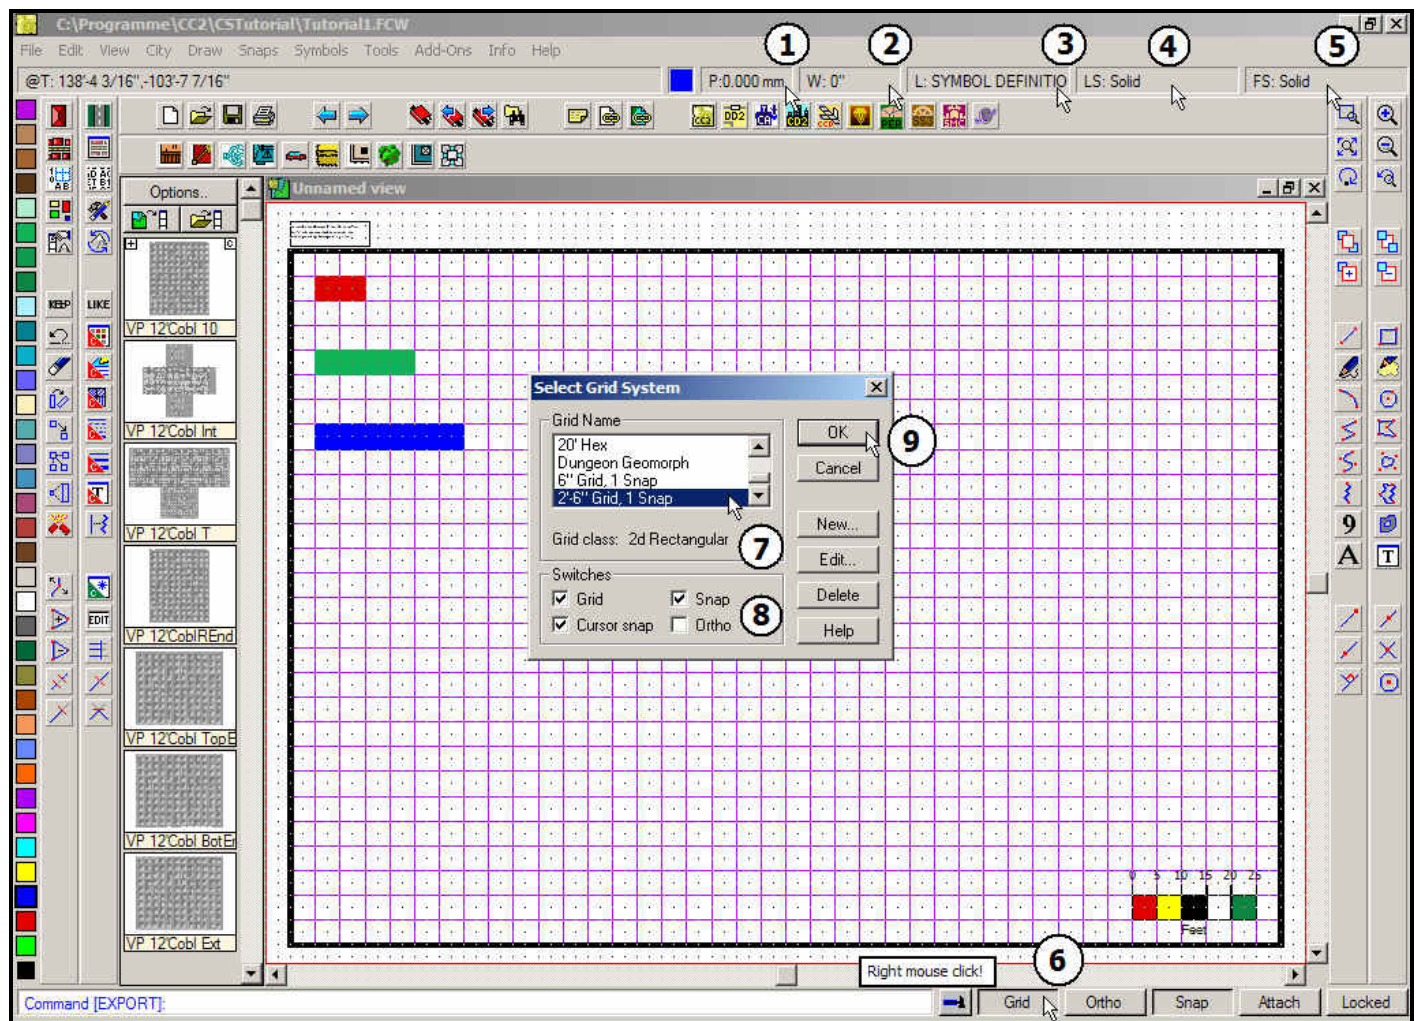 C:\Programme\CC2\CSTutorial\Tutorial1.FCW
File Edit View City Draw Snaps Symbols Tools Add-Ons Info Help
1 2 3 4 5
@T: 138'-4 3/16",-103'-7 7/16"
P:0.000 mm
W: 0"
L: SYMBOL DEFINITIO
LS: Solid
FS: Solid
Options..
Unnamed view
KEEP
LIKE
EDIT
VP 12'Cobl 10
VP 12'Cobl Int
VP 12'Cobl T
VP 12'CoblREnd
VP 12'Cobl TopE
VP 12'Cobl BotEr
VP 12'Cobl Ext
Select Grid System
Grid Name
20' Hex
Dungeon Geomorph
6" Grid, 1 Snap
2'-6" Grid, 1 Snap
Grid class: 2d Rectangular
7
Switches
Grid
Snap
Cursor snap
Ortho
8
OK
9
Cancel
New...
Edit...
Delete
Help
9
A
T
0 5 10 15 20 25
Feet
Right mouse click!
6
Command [EXPORT]:
Grid
Ortho
Snap
Attach
Locked